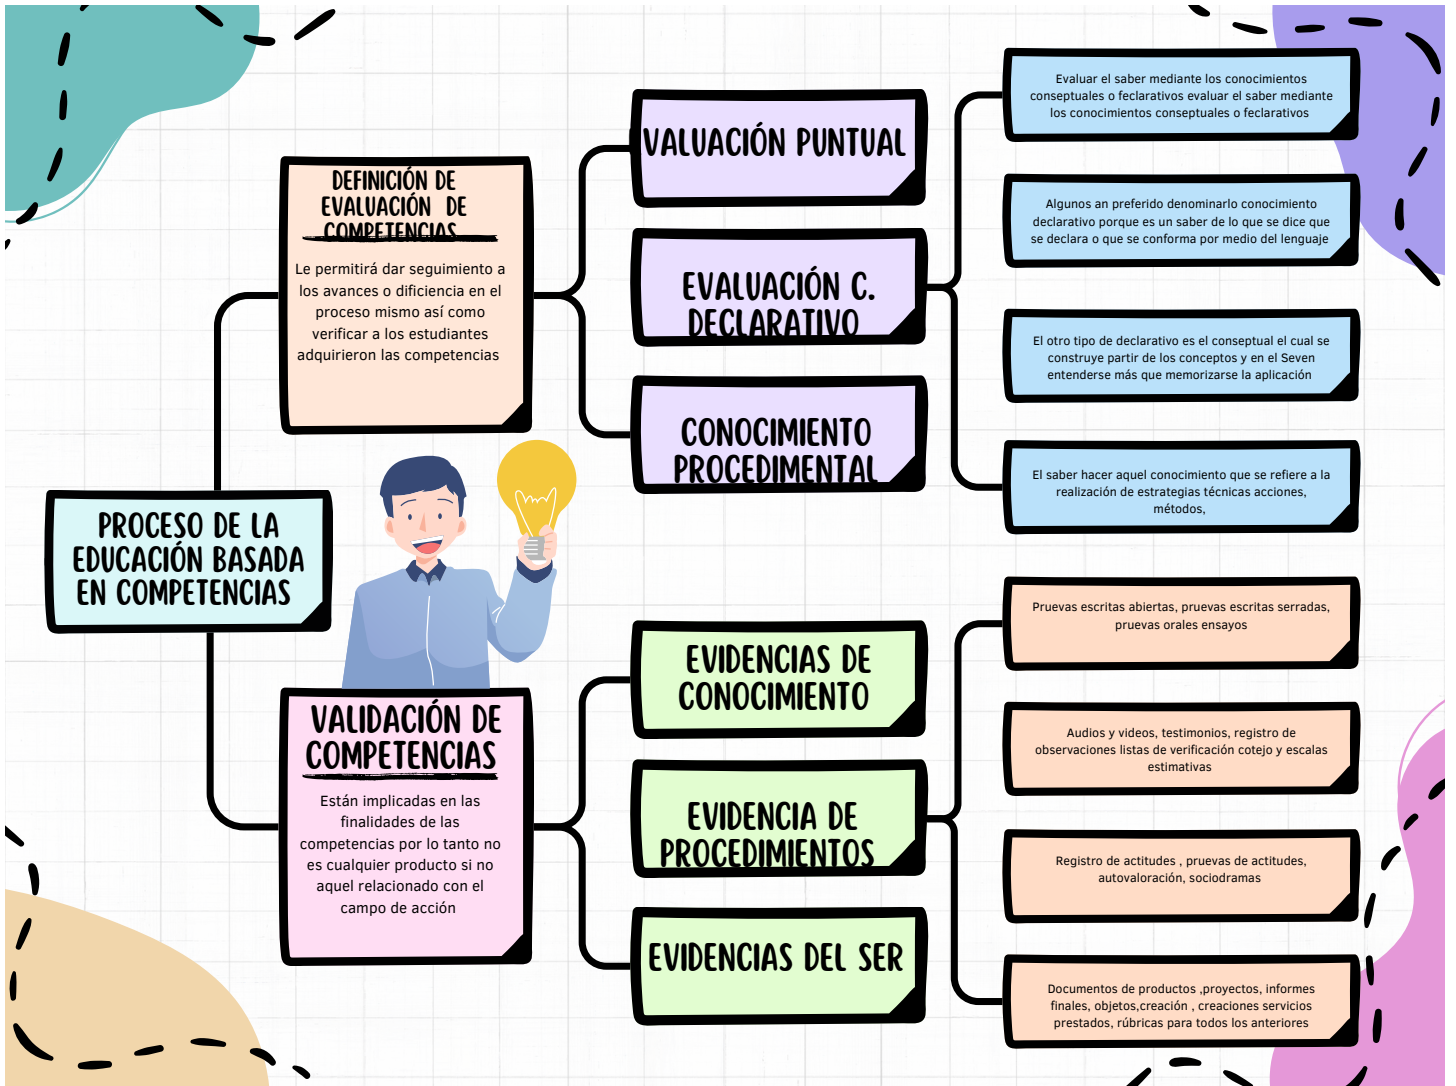 PROCESO DE LA
EDUCACIÓN BASADA
EN COMPETENCIAS
DEFINICIÓN DE
EVALUACIÓN DE
COMPETENCIAS
Le permitirá dar seguimiento a
los avances o dificiencia en el
proceso mismo así como
verificar a los estudiantes
adquirieron las competencias
VALUACIÓN PUNTUAL
EVALUACIÓN C.
DECLARATIVO
CONOCIMIENTO
PROCEDIMENTAL
Evaluar el saber mediante los conocimientos
conseptuales o feclarativos evaluar el saber mediante
los conocimientos conseptuales o feclarativos
Algunos an preferido denominarlo conocimiento
declarativo porque es un saber de lo que se dice que
se declara o que se conforma por medio del lenguaje
El otro tipo de declarativo es el conseptual el cual se
construye partir de los conceptos y en el Seven
entenderse más que memorizarse la aplicación
El saber hacer aquel conocimiento que se refiere a la
realización de estrategias técnicas acciones,
métodos,
VALIDACIÓN DE
COMPETENCIAS
Están implicadas en las
finalidades de las
competencias por lo tanto no
es cualquier producto si no
aquel relacionado con el
campo de acción
EVIDENCIAS DE
CONOCIMIENTO
EVIDENCIA DE
PROCEDIMIENTOS
EVIDENCIAS DEL SER
Pruevas escritas abiertas, pruevas escritas serradas,
pruevas orales ensayos
Audios y videos, testimonios, registro de
observaciones listas de verificación cotejo y escalas
estimativas
Registro de actitudes , pruevas de actitudes,
autovaloración, sociodramas
Documentos de productos ,proyectos, informes
finales, objetos,creación , creaciones servicios
prestados, rúbricas para todos los anteriores